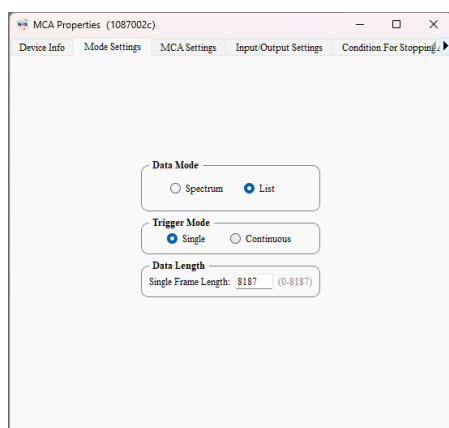 MCA Properties (1087002c)
Device Info Mode Settings MCA Settings Input/Output Settings Condition For Stopping
Data Mode
Spectrum List
Trigger Mode
Single Continuous
Data Length
Single Frame Length: 8187 (0-8187)